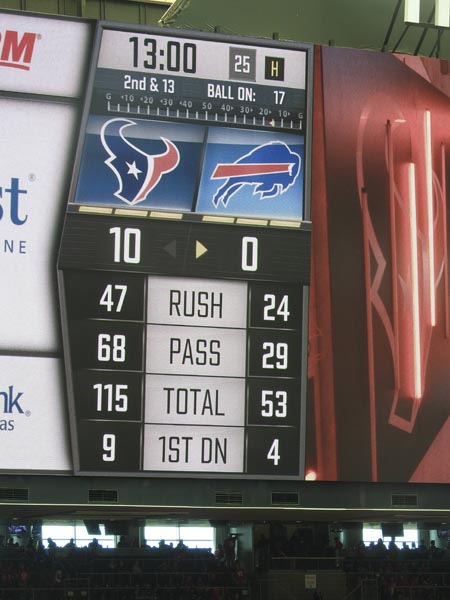 RM
13:00 25 H
2nd & 13 BALL ON: 17
G 10 20 30 40 50 40 30 20 10 G
10 0
47 RUSH 24
68 PASS 29
115 TOTAL 53
9 1ST DN 4
st®
INE
nk®
as